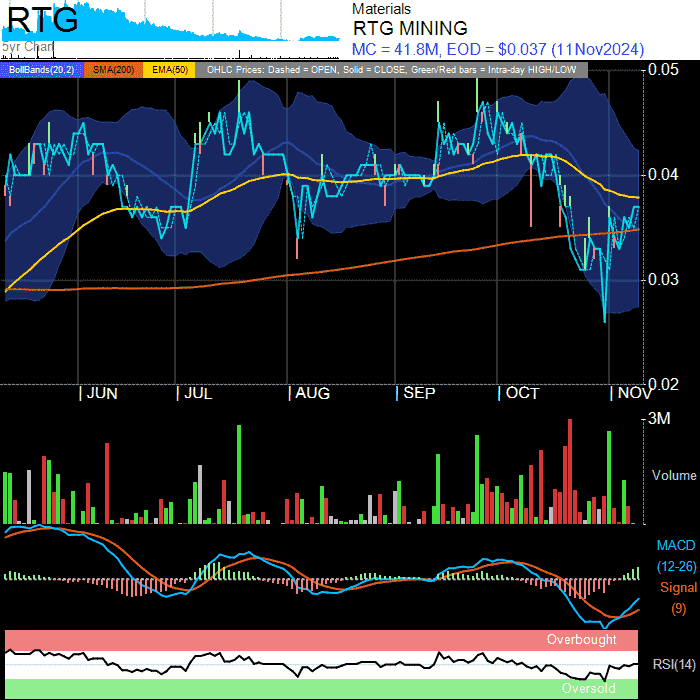 RTG
5yr Chart
Materials
RTG MINING
MC = 41.8M, EOD = $0.037 (11Nov2024)
BollBands(20,2) SMA(200) EMA(50) OHLC Prices: Dashed = OPEN, Solid = CLOSE, Green/Red bars = Intra-day HIGH/LOW
0.05
0.04
0.03
0.02
JUN JUL AUG SEP OCT NOV
3M
Volume
MACD
(12-26)
Signal
(9)
Overbought
RSI(14)
Oversold